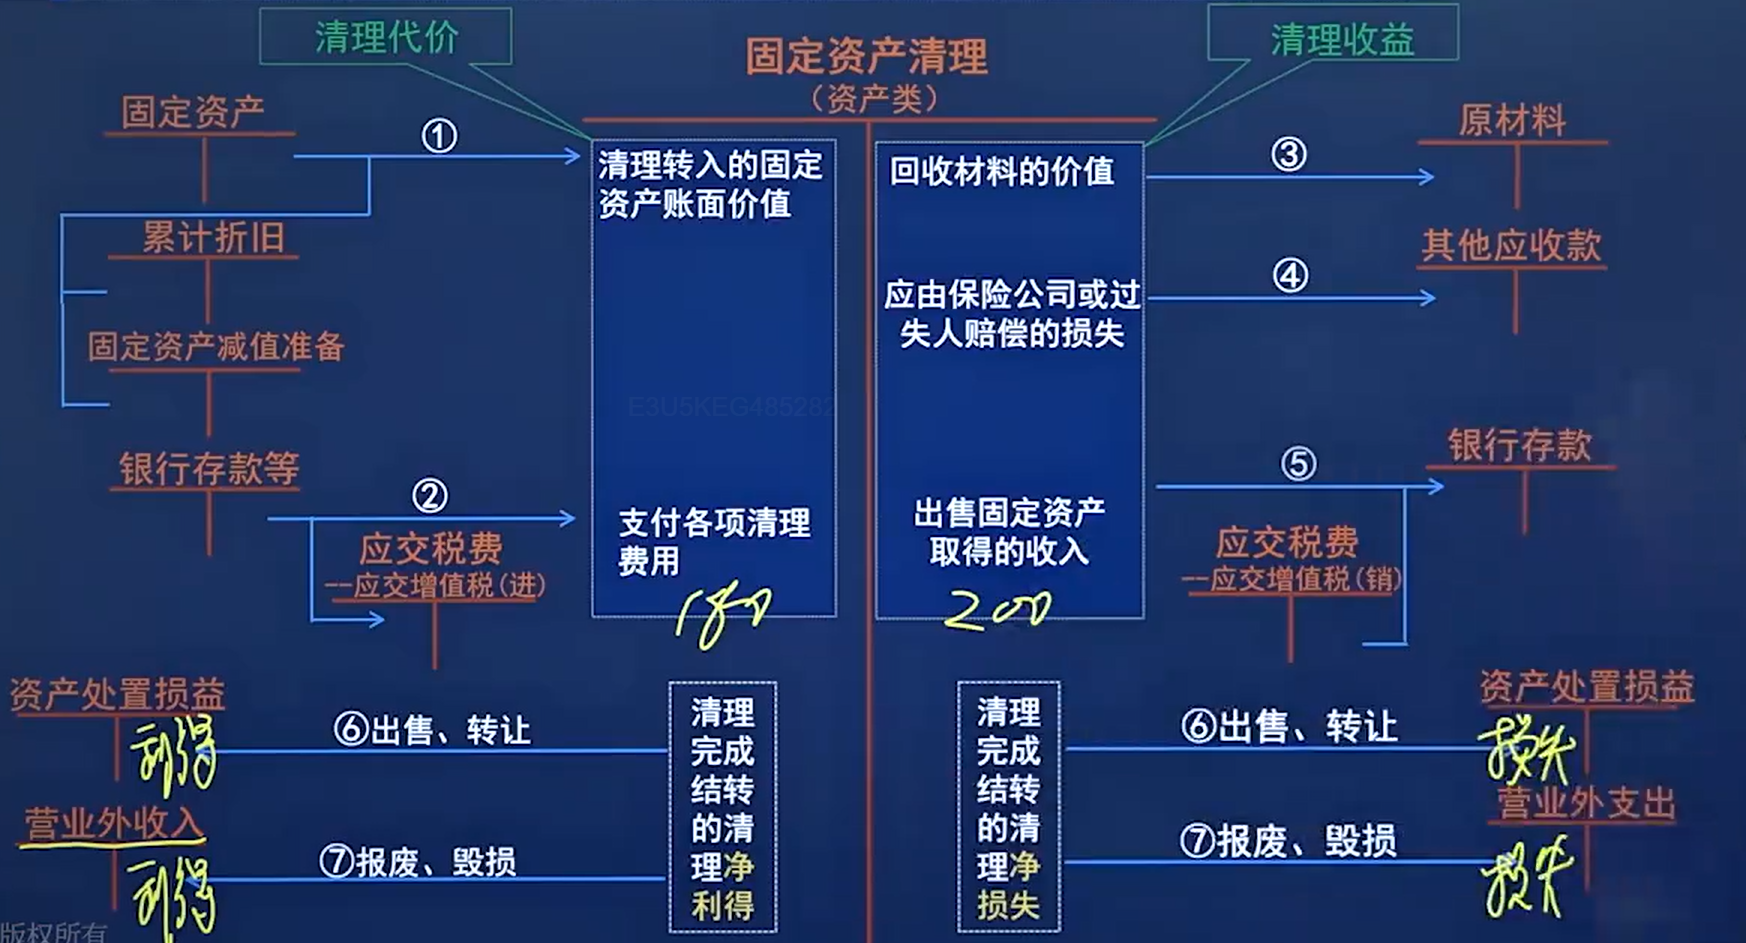 清理代价
清理收益
固定资产清理
（资产类）
固定资产
①
清理转入的固定
资产账面价值
回收材料的价值
③
原材料
累计折旧
应由保险公司或过
失人赔偿的损失
④
其他应收款
固定资产减值准备
E3U5KEG485282
银行存款等
②
支付各项清理
费用
180
出售固定资产
取得的收入
200
⑤
银行存款
应交税费
--应交增值税(进)
应交税费
--应交增值税(销)
资产处置损益
利得
⑥出售、转让
清理
完成
结转
的清
理净
利得
清理
完成
结转
的清
理净
损失
⑥出售、转让
资产处置损益
损失
营业外收入
利得
⑦报废、毁损
⑦报废、毁损
营业外支出
损失
版权所有